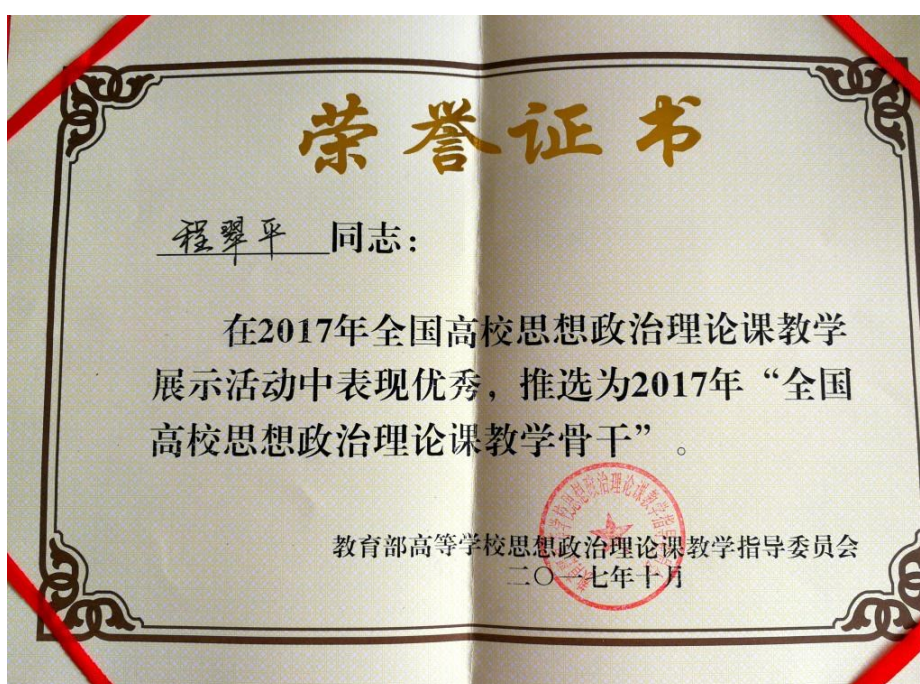 荣誉证书
程翠平 同志：
在2017年全国高校思想政治理论课教学
展示活动中表现优秀，推选为2017年“全国
高校思想政治理论课教学骨干”。
教育部高等学校思想政治理论课教学指导委员会
二〇一七年十月